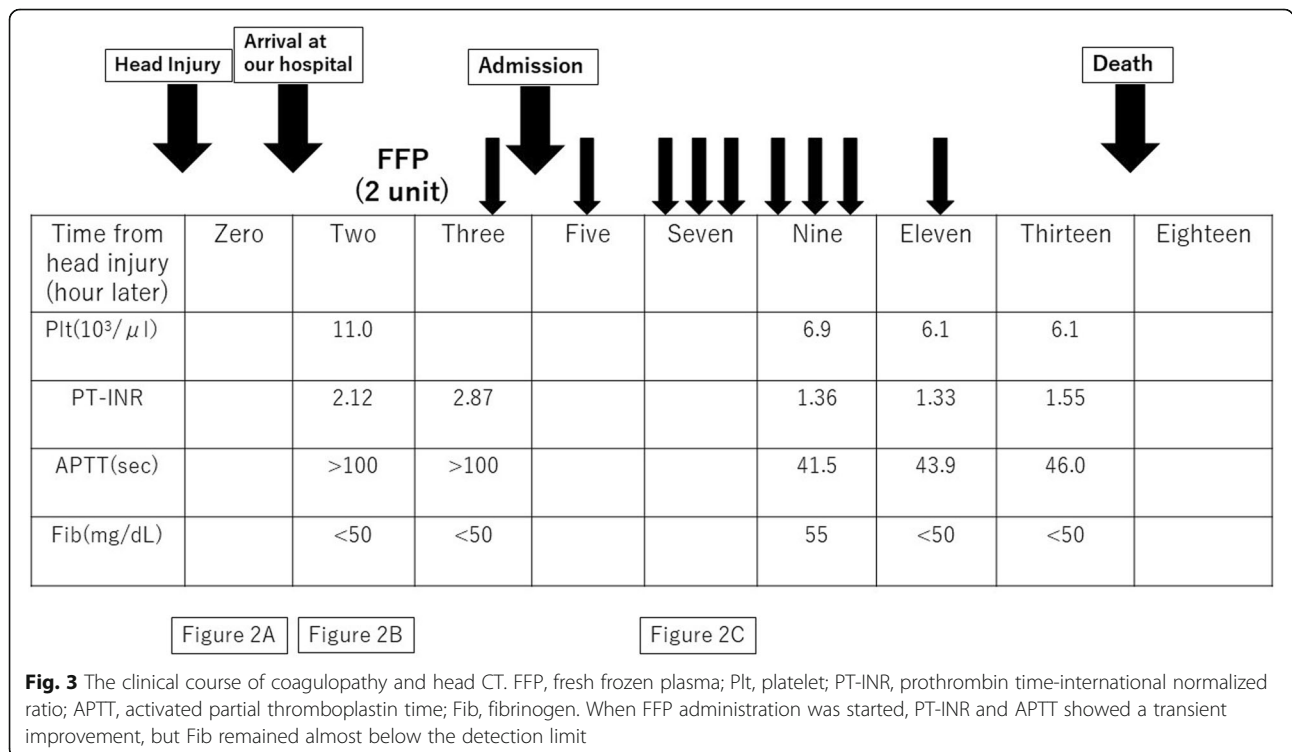 Head Injury
Arrival at
our hospital
Admission
Death
FFP
(2 unit)
Time from
head injury
(hour later)
Zero Two Three Five Seven Nine Eleven Thirteen Eighteen
Plt(10³/μl) 11.0 6.9 6.1 6.1
PT-INR 2.12 2.87 1.36 1.33 1.55
APTT(sec) >100 >100 41.5 43.9 46.0
Fib(mg/dL) <50 <50 55 <50 <50
Figure 2A Figure 2B Figure 2C
Fig. 3 The clinical course of coagulopathy and head CT. FFP, fresh frozen plasma; Plt, platelet; PT-INR, prothrombin time-international normalized
ratio; APTT, activated partial thromboplastin time; Fib, fibrinogen. When FFP administration was started, PT-INR and APTT showed a transient
improvement, but Fib remained almost below the detection limit